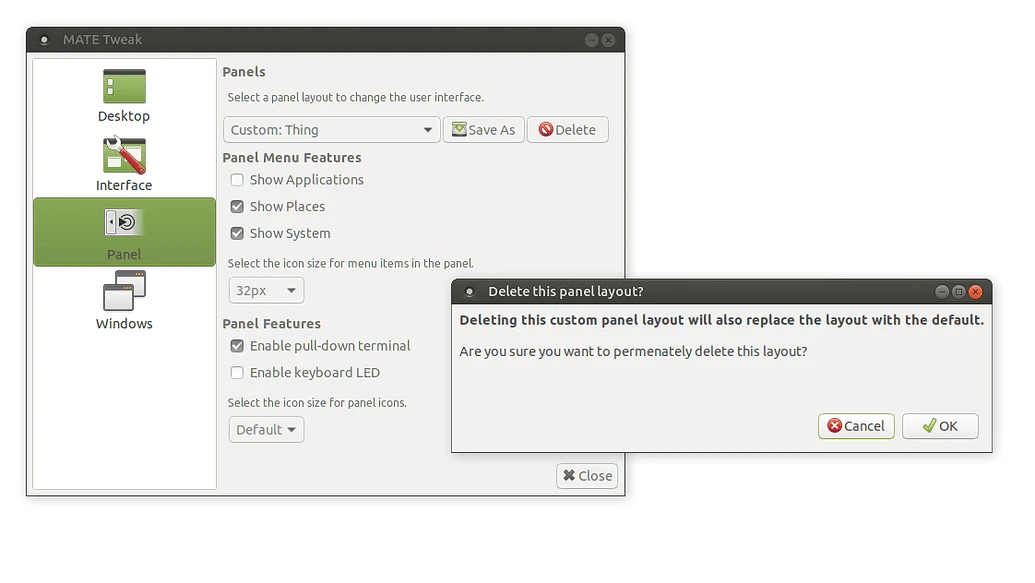 MATE Tweak
Desktop
Interface
Panel
Windows
Panels
Select a panel layout to change the user interface.
Custom: Thing
Save As
Delete
Panel Menu Features
Show Applications
Show Places
Show System
Select the icon size for menu items in the panel.
32px
Panel Features
Enable pull-down terminal
Enable keyboard LED
Select the icon size for panel icons.
Default
Close
Delete this panel layout?
Deleting this custom panel layout will also replace the layout with the default.
Are you sure you want to permenately delete this layout?
Cancel
OK